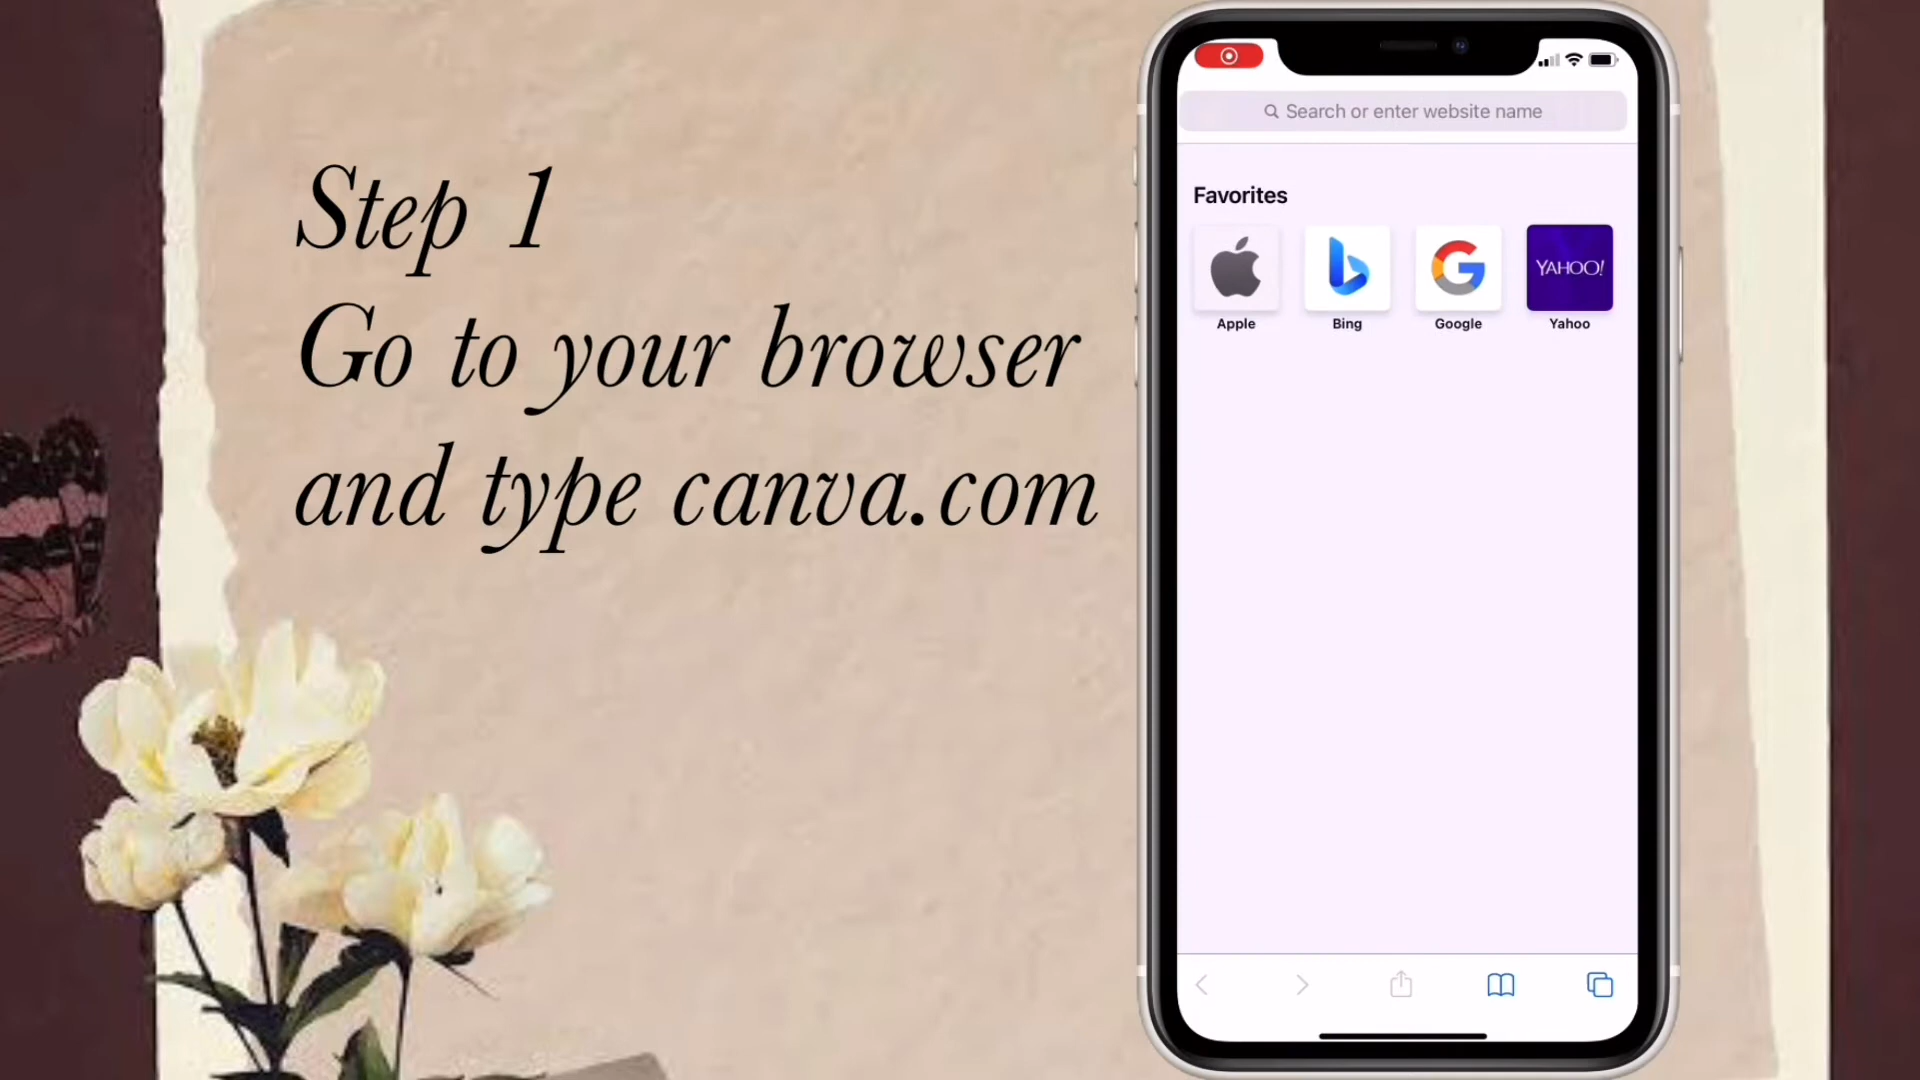 Step 1
Go to your browser
and type canva.com
Search or enter website name
Favorites
YAHOO!
Apple
Bing
Google
Yahoo